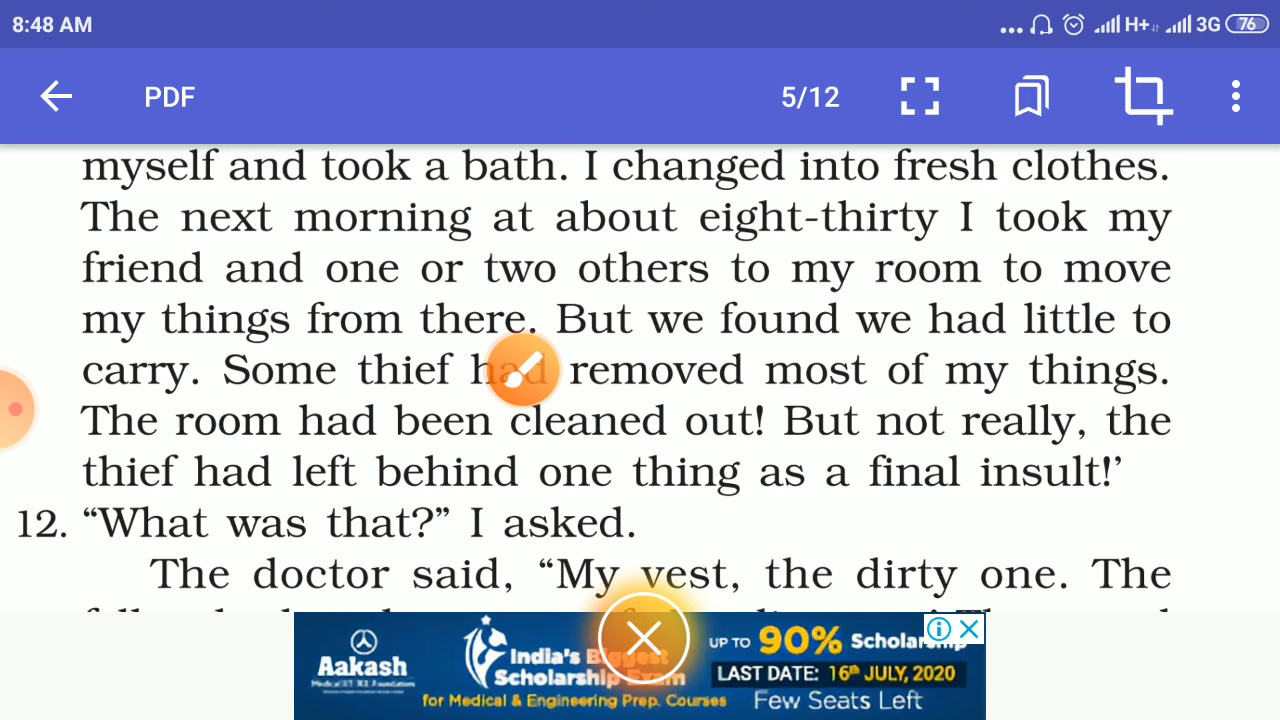 8:48 AM
H+ 3G 76
PDF
5/12
myself and took a bath. I changed into fresh clothes.
The next morning at about eight-thirty I took my
friend and one or two others to my room to move
my things from there. But we found we had little to
carry. Some thief had removed most of my things.
The room had been cleaned out! But not really, the
thief had left behind one thing as a final insult!’
12. “What was that?” I asked.
The doctor said, “My vest, the dirty one. The
Aakash
India's Biggest
Scholarship Exam
for Medical & Engineering Prep. Courses
UP TO 90% Scholarship
LAST DATE: 16th JULY, 2020
Few Seats Left